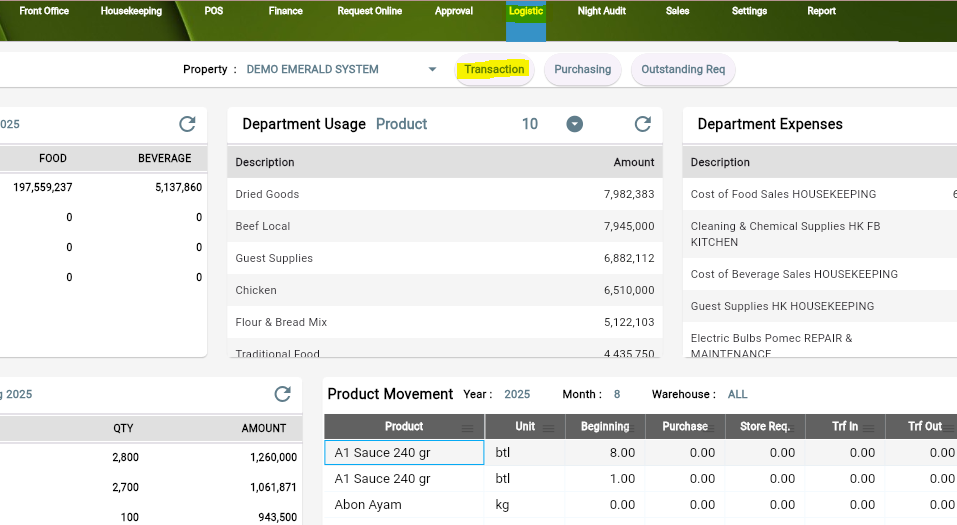 Front Office Housekeeping POS Finance Request Online Approval Logistic Night Audit Sales Settings Report
Property : DEMO EMERALD SYSTEM Transaction Purchasing Outstanding Req
025
FOOD BEVERAGE
197,559,237 5,137,860
0 0
0 0
0 0
Department Usage Product 10
Description Amount
Dried Goods 7,982,383
Beef Local 7,945,000
Guest Supplies 6,882,112
Chicken 6,510,000
Flour & Bread Mix 5,122,103
Traditional Food 4,435,750
Department Expenses
Description
Cost of Food Sales HOUSEKEEPING 6
Cleaning & Chemical Supplies HK FB
KITCHEN
Cost of Beverage Sales HOUSEKEEPING
Guest Supplies HK HOUSEKEEPING
Electric Bulbs Pomec REPAIR &
MAINTENANCE
g 2025
QTY AMOUNT
2,800 1,260,000
2,700 1,061,871
100 943,500
Product Movement Year : 2025 Month : 8 Warehouse : ALL
Product Unit Beginning Purchase Store Req. Trf In Trf Out
A1 Sauce 240 gr btl 8.00 0.00 0.00 0.00 0.00
A1 Sauce 240 gr btl 1.00 0.00 0.00 0.00 0.00
Abon Ayam kg 0.00 0.00 0.00 0.00 0.00